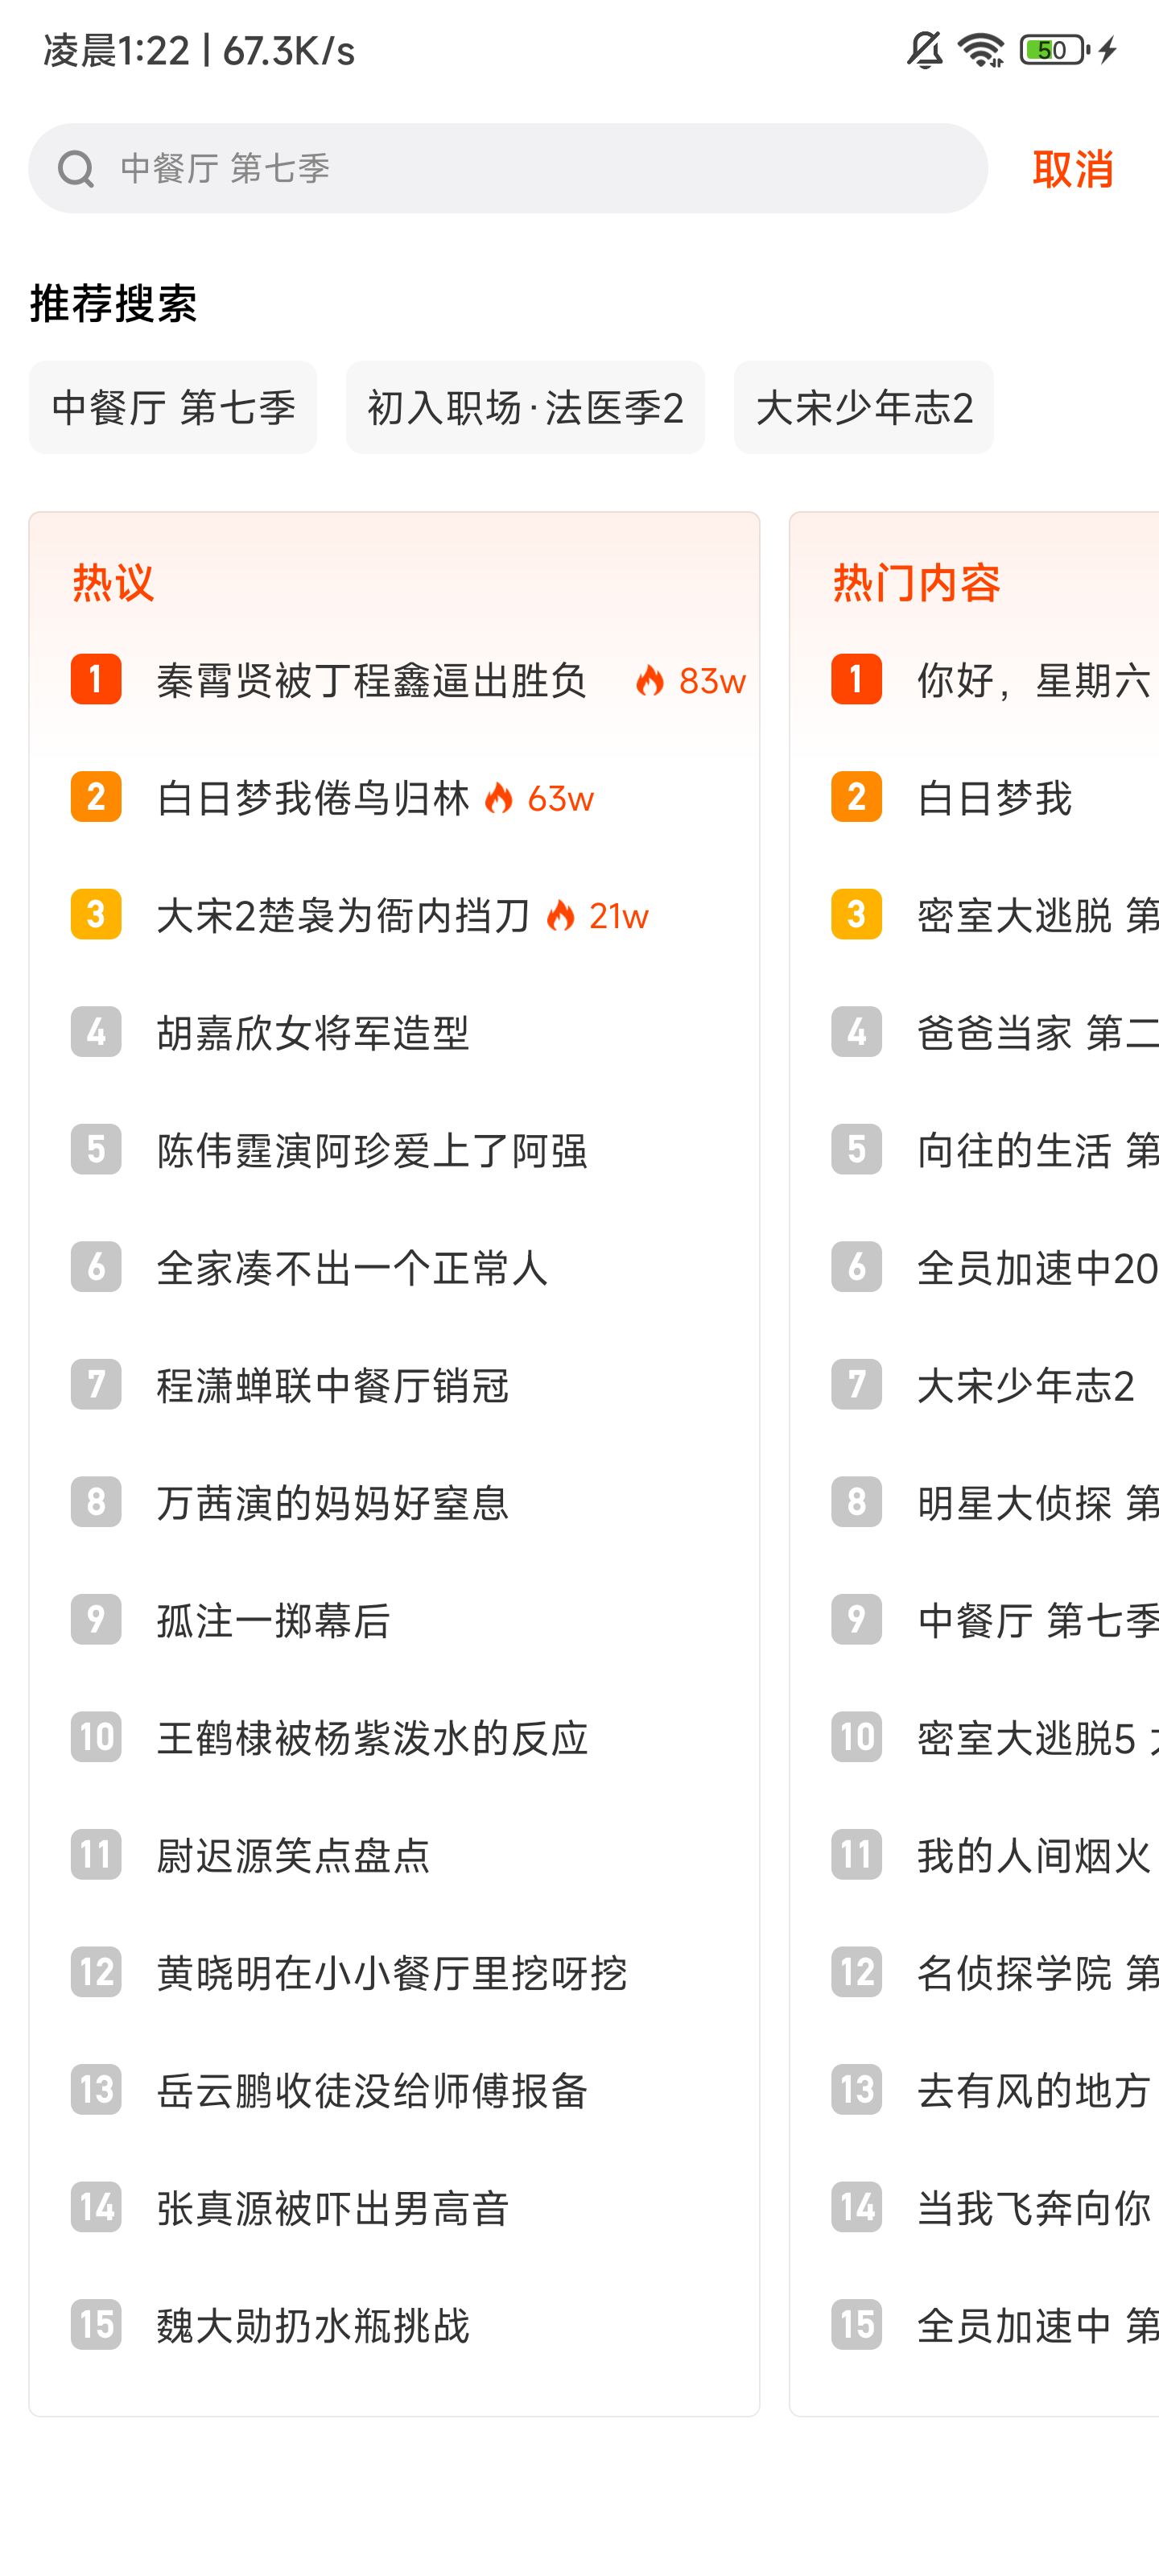 凌晨1:22 | 67.3K/s
50
中餐厅 第七季
取消
推荐搜索
中餐厅 第七季
初入职场·法医季2
大宋少年志2
热议
1 秦霄贤被丁程鑫逼出胜负 83w
2 白日梦我倦鸟归林 63w
3 大宋2楚袅为衙内挡刀 21w
4 胡嘉欣女将军造型
5 陈伟霆演阿珍爱上了阿强
6 全家凑不出一个正常人
7 程潇蝉联中餐厅销冠
8 万茜演的妈妈好窒息
9 孤注一掷幕后
10 王鹤棣被杨紫泼水的反应
11 尉迟源笑点盘点
12 黄晓明在小小餐厅里挖呀挖
13 岳云鹏收徒没给师傅报备
14 张真源被吓出男高音
15 魏大勋扔水瓶挑战
热门内容
1 你好，星期六
2 白日梦我
3 密室大逃脱 第
4 爸爸当家 第二
5 向往的生活 第
6 全员加速中20
7 大宋少年志2
8 明星大侦探 第
9 中餐厅 第七季
10 密室大逃脱5
11 我的人间烟火
12 名侦探学院 第
13 去有风的地方
14 当我飞奔向你
15 全员加速中 第